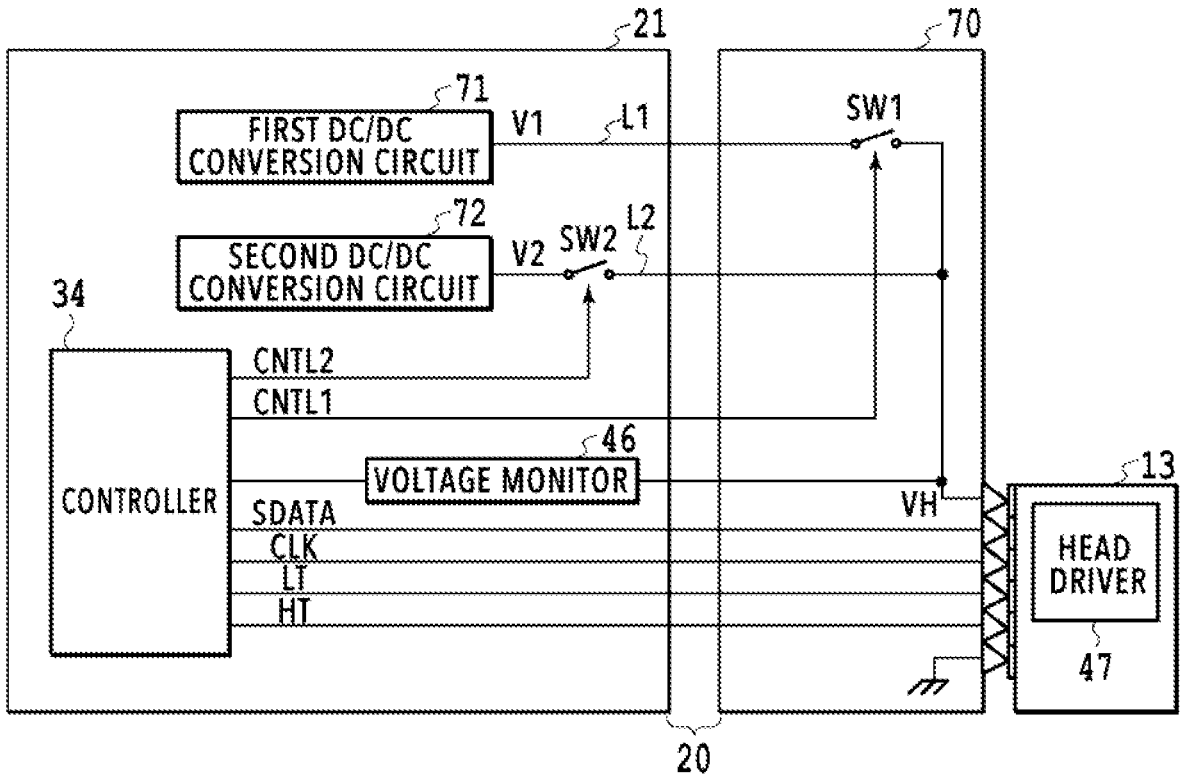 21
70
71
FIRST DC/DC
CONVERSION CIRCUIT
V1
L1
SW1
72
SECOND DC/DC
CONVERSION CIRCUIT
V2
SW2
L2
34
CONTROLLER
CNTL2
CNTL1
46
VOLTAGE MONITOR
SDATA
CLK
LT
HT
VH
13
HEAD
DRIVER
47
20